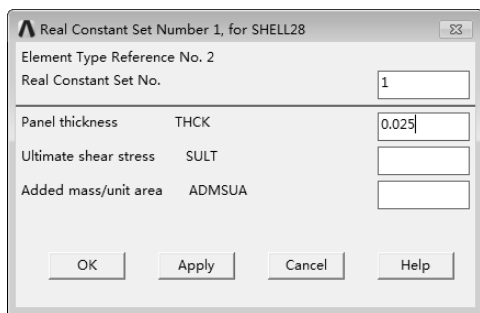 Real Constant Set Number 1, for SHELL28
Element Type Reference No. 2
Real Constant Set No. 1
Panel thickness THCK 0.025
Ultimate shear stress SULT
Added mass/unit area ADMSUA
OK Apply Cancel Help